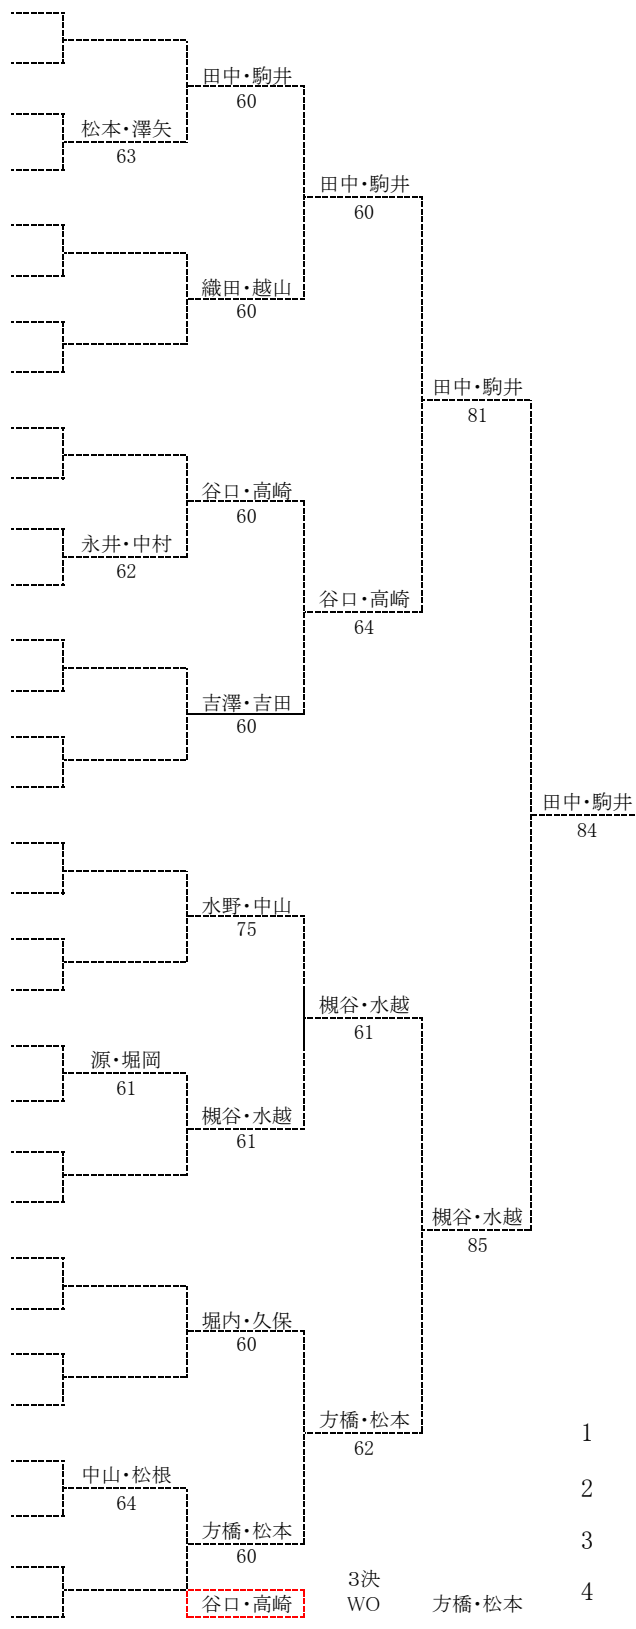 田中・駒井
60
松本・澤矢
63
田中・駒井
60
織田・越山
60
田中・駒井
81
谷口・高崎
60
永井・中村
62
谷口・高崎
64
吉澤・吉田
60
田中・駒井
84
水野・中山
75
槻谷・水越
61
源・堀岡
61
槻谷・水越
61
槻谷・水越
85
堀内・久保
60
方橋・松本
62
1
中山・松根
64
2
方橋・松本
60
3
3決
4
谷口・高崎 WO 方橋・松本